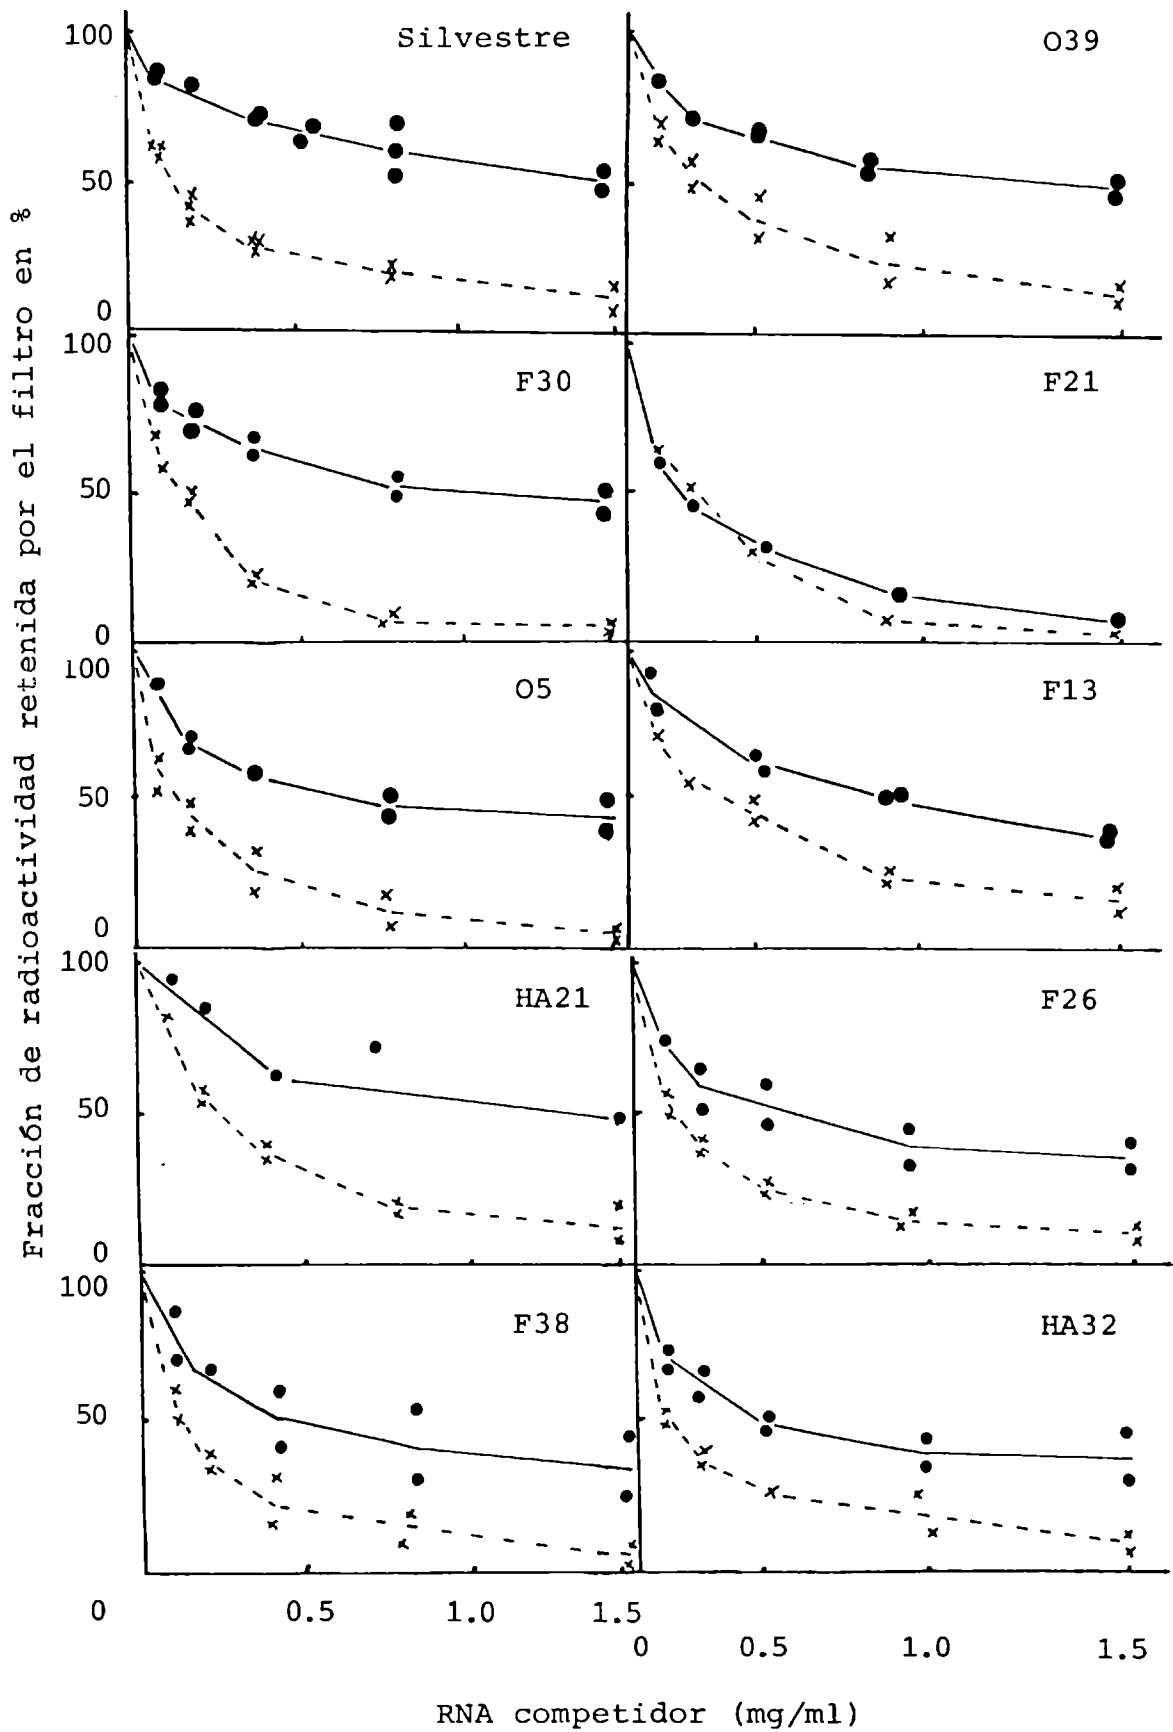 Fracción de radioactividad retenida por el filtro en %
100
Silvestre
O39
50
0
100
F30
F21
50
0
100
O5
F13
50
0
100
HA21
F26
50
0
100
F38
HA32
50
0
0.5
1.0
1.5
0
0.5
1.0
1.5
RNA competidor (mg/ml)